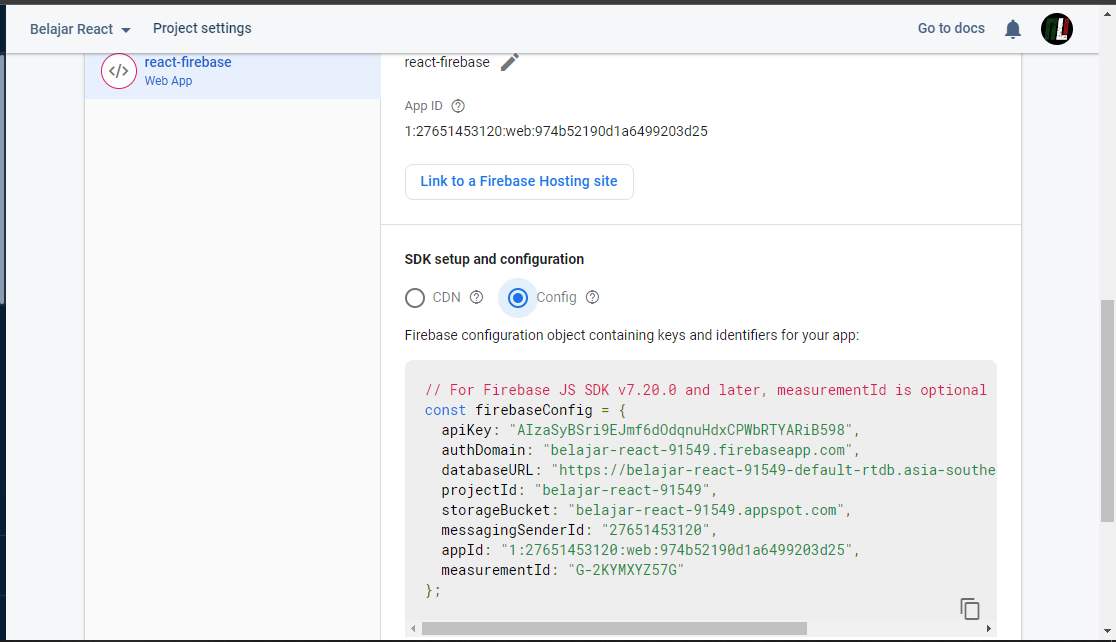 Belajar React
Project settings
Go to docs
react-firebase
Web App
react-firebase
App ID
1:27651453120:web:974b52190d1a6499203d25
Link to a Firebase Hosting site
SDK setup and configuration
CDN
Config
Firebase configuration object containing keys and identifiers for your app:
// For Firebase JS SDK v7.20.0 and later, measurementId is optional
const firebaseConfig = {
apiKey: "AIzaSyBSri9EJmf6dOdqnuHdxCPWbRTYARiB598",
authDomain: "belajar-react-91549.firebaseapp.com",
databaseURL: "https://belajar-react-91549-default-rtdb.asia-southe
projectId: "belajar-react-91549",
storageBucket: "belajar-react-91549.appspot.com",
messagingSenderId: "27651453120",
appId: "1:27651453120:web:974b52190d1a6499203d25",
measurementId: "G-2KYMXYZ57G"
};